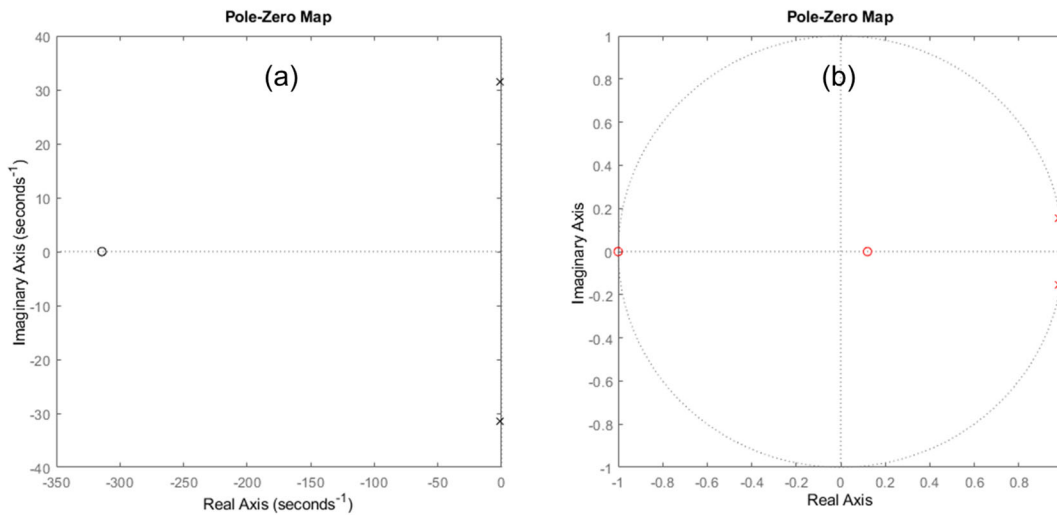 Pole-Zero Map
(a)
40
30
20
10
0
-10
-20
-30
-40
Imaginary Axis (seconds⁻¹)
-350 -300 -250 -200 -150 -100 -50 0
Real Axis (seconds⁻¹)
Pole-Zero Map
(b)
1
0.8
0.6
0.4
0.2
0
-0.2
-0.4
-0.6
-0.8
-1
Imaginary Axis
-1 -0.8 -0.6 -0.4 -0.2 0 0.2 0.4 0.6 0.8
Real Axis